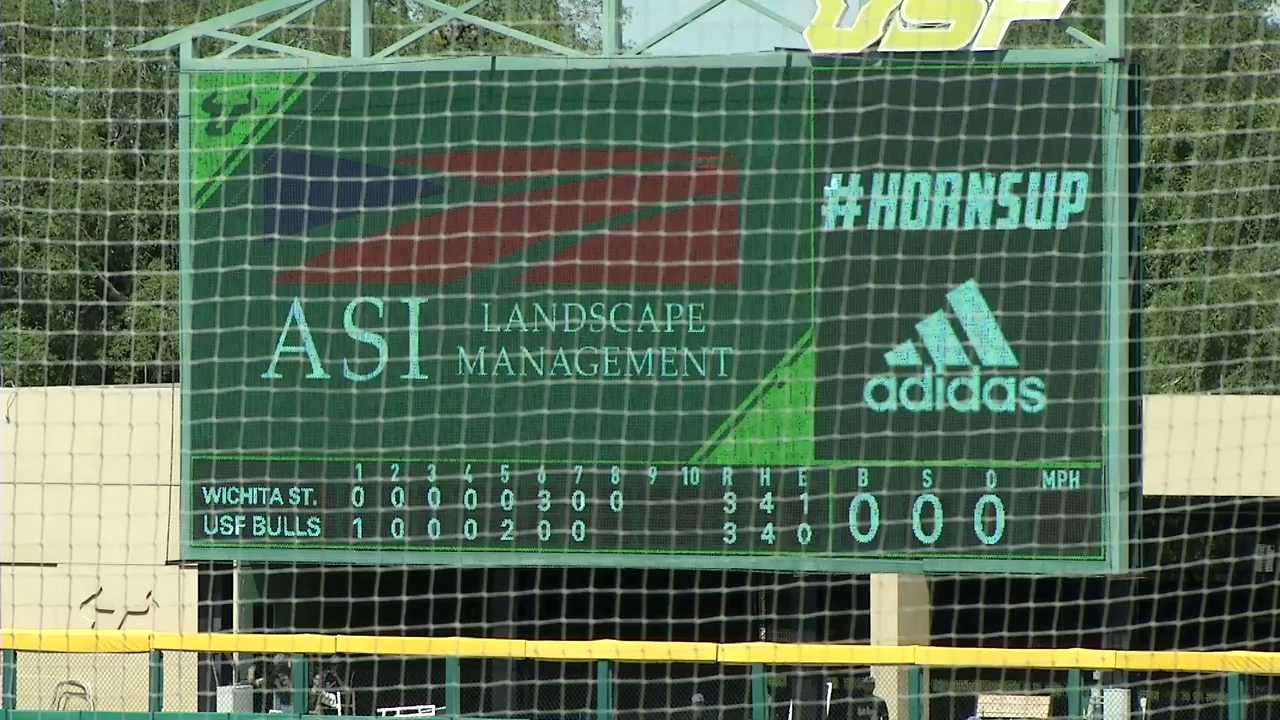 USF
#HORNSUP
ASI LANDSCAPE
MANAGEMENT
adidas
1 2 3 4 5 6 7 8 9 10 R H E B S O MPH
WICHITA ST. 0 0 0 0 0 3 0 0 3 4 1 0 0 0
USF BULLS 1 0 0 0 2 0 0 3 4 0